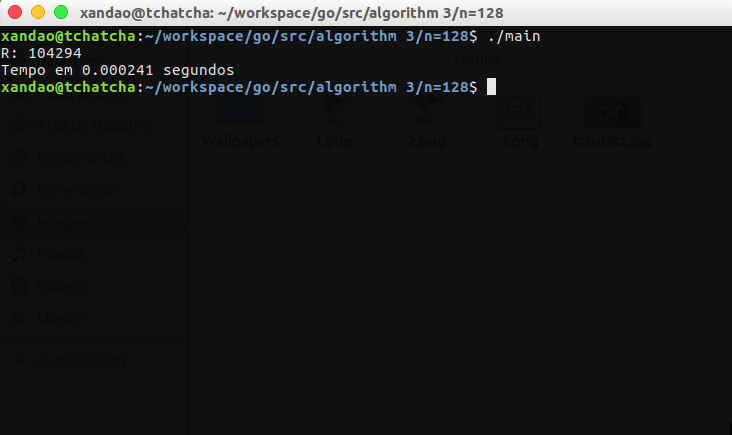 xandao@tchatcha: ~/workspace/go/src/algorithm 3/n=128
xandao@tchatcha:~/workspace/go/src/algorithm 3/n=128$ ./main
R: 104294
Tempo em 0.000241 segundos
xandao@tchatcha:~/workspace/go/src/algorithm 3/n=128$
results
Área de trabalho
Documentos
Downloads
Imagens
Música
Vídeos
Lixeira
Outros locais
PNG
PNG
Wallpapers
1.png
2.png
3.png